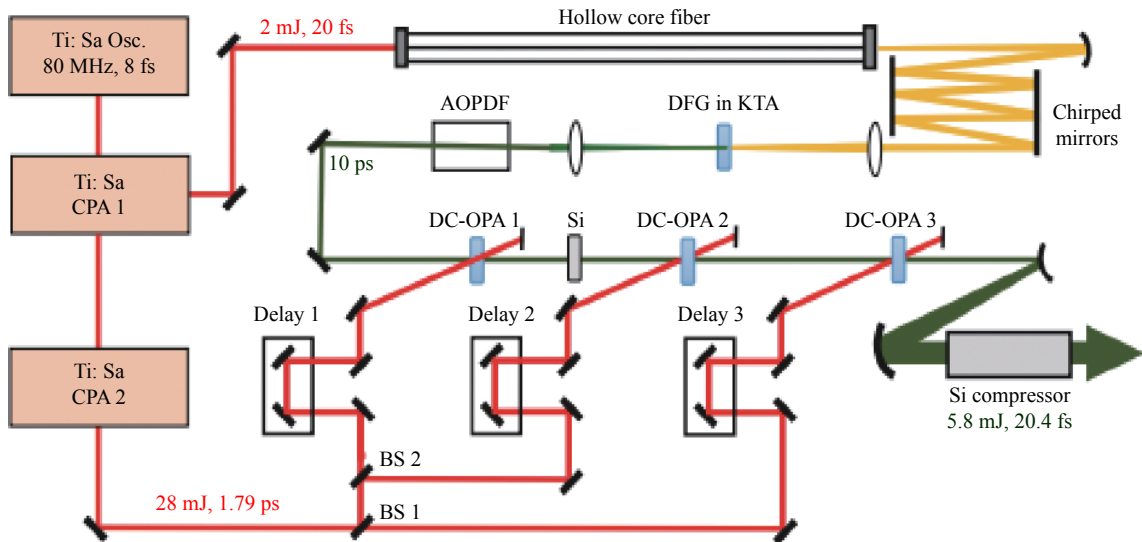 Ti: Sa Osc.
80 MHz, 8 fs
2 mJ, 20 fs
Hollow core fiber
AOPDF
DFG in KTA
Chirped
mirrors
10 ps
Ti: Sa
CPA 1
DC-OPA 1
Si
DC-OPA 2
DC-OPA 3
Delay 1
Delay 2
Delay 3
Ti: Sa
CPA 2
Si compressor
5.8 mJ, 20.4 fs
BS 2
28 mJ, 1.79 ps
BS 1